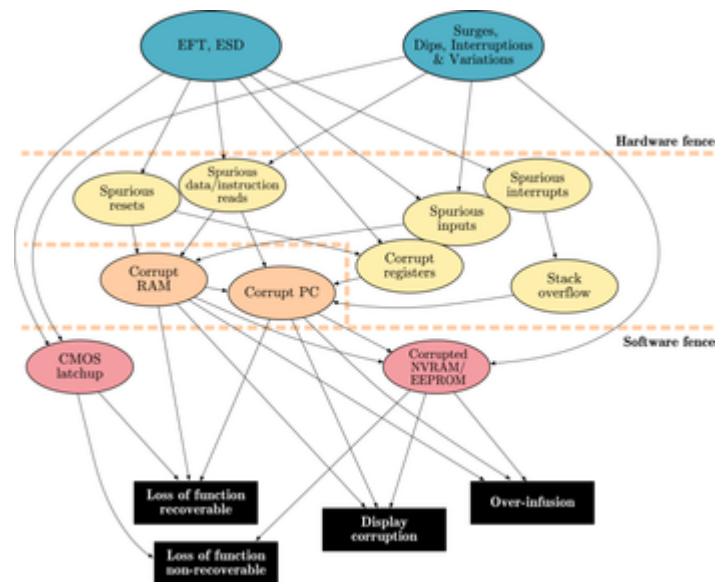 EFT, ESD
Surges,
Dips, Interruptions
& Variations
Hardware fence
Spurious
resets
Spurious
data/instruction
reads
Spurious
inputs
Spurious
interrupts
Corrupt
RAM
Corrupt PC
Corrupt
registers
Stack
overflow
Software fence
CMOS
latchup
Corrupted
NVRAM/
EEPROM
Loss of function
recoverable
Loss of function
non-recoverable
Display
corruption
Over-infusion